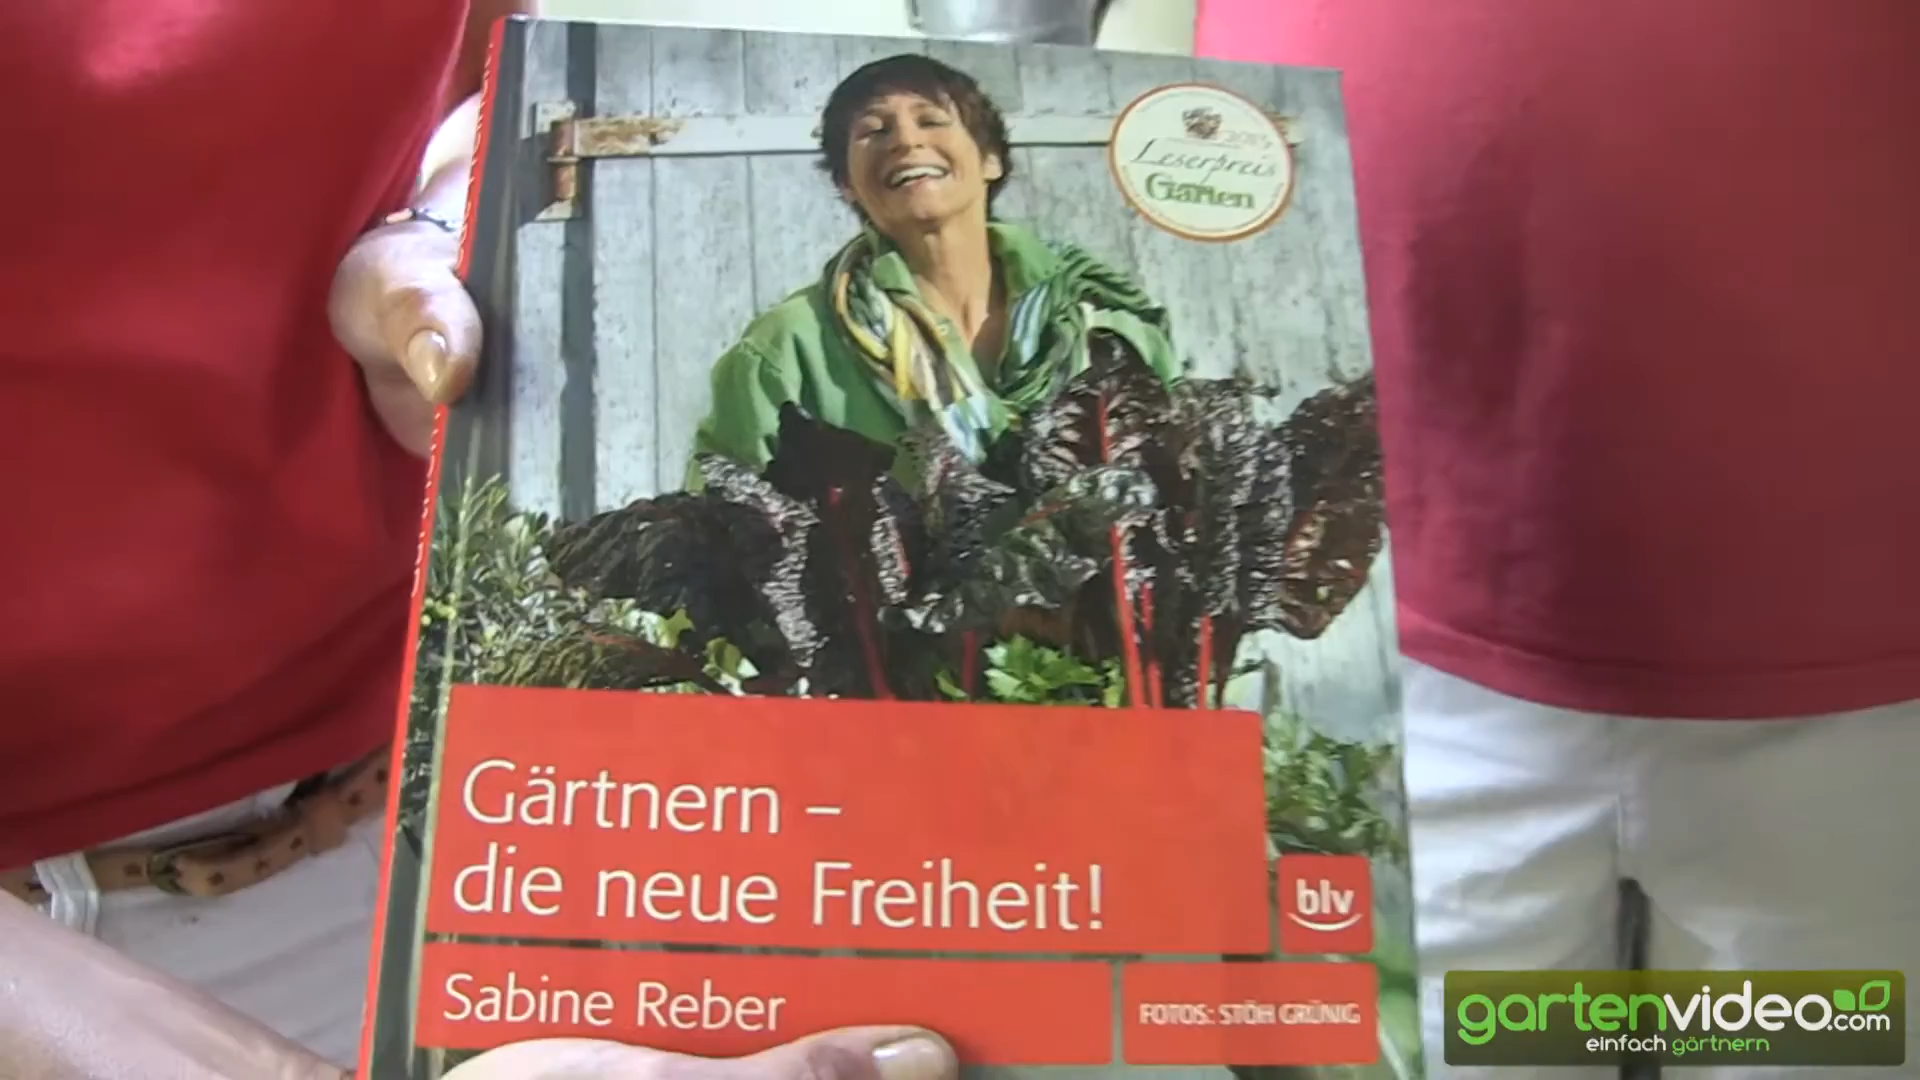 Leserpreis
Garten
Gärtnern –
die neue Freiheit!
blv
Sabine Reber
FOTOS: STÖH GRÜNIG
gartenvideo.com
einfach gärtnern